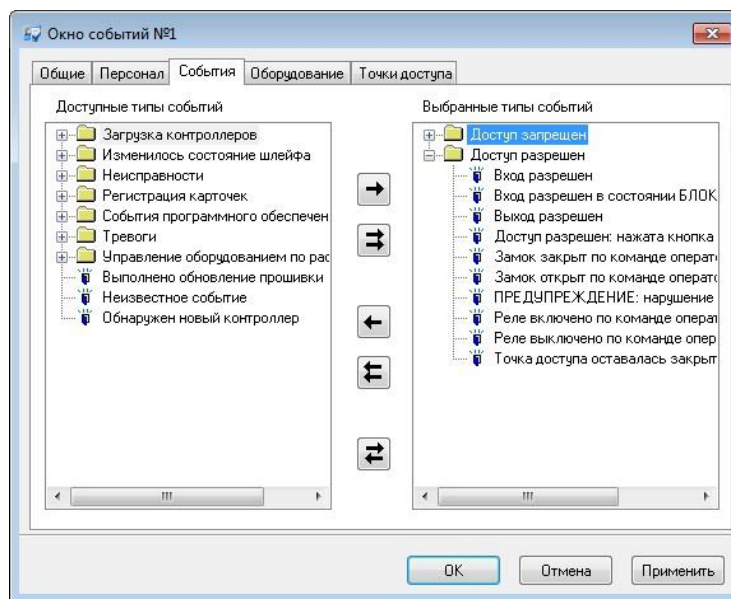 Окно событий №1
Общие Персонал События Оборудование Точки доступа
Доступные типы событий
Загрузка контроллеров
Изменилось состояние шлейфа
Неисправности
Регистрация карточек
События программного обеспечен
Тревоги
Управление оборудованием по рас
Выполнено обновление прошивки
Неизвестное событие
Обнаружен новый контроллер
Выбранные типы событий
Доступ запрещен
Доступ разрешен
Вход разрешен
Вход разрешен в состоянии БЛОК
Выход разрешен
Доступ разрешен: нажата кнопка
Замок закрыт по команде операто
Замок открыт по команде операто
ПРЕДУПРЕЖДЕНИЕ: нарушение
Реле включено по команде операт
Реле выключено по команде опер
Точка доступа оставалась закрыт
OK Отмена Применить